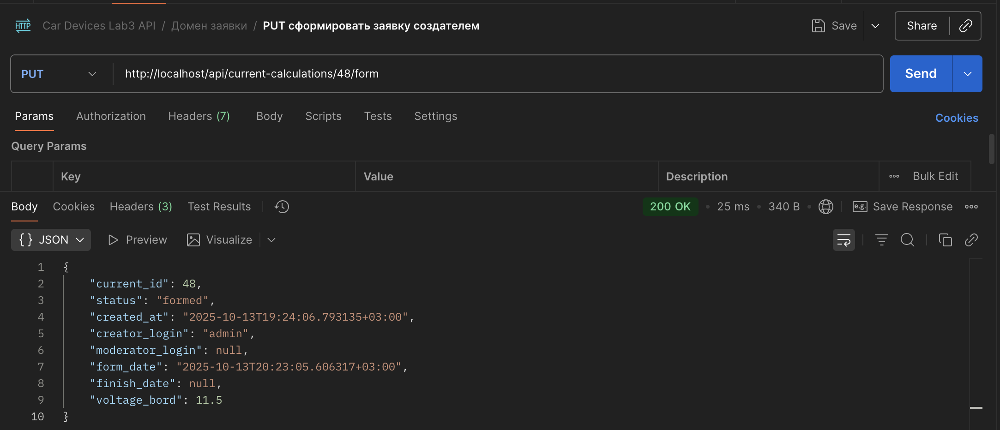 HTTP Car Devices Lab3 API / Домен заявки / PUT сформировать заявку создателем Save Share
PUT http://localhost/api/current-calculations/48/form Send
Params Authorization Headers (7) Body Scripts Tests Settings Cookies
Query Params
Key Value Description Bulk Edit
Body Cookies Headers (3) Test Results 200 OK • 25 ms • 340 B • e.g. Save Response
{} JSON Preview Visualize
1 {
2 "current_id": 48,
3 "status": "formed",
4 "created_at": "2025-10-13T19:24:06.793135+03:00",
5 "creator_login": "admin",
6 "moderator_login": null,
7 "form_date": "2025-10-13T20:23:05.606317+03:00",
8 "finish_date": null,
9 "voltage_bord": 11.5
10 }